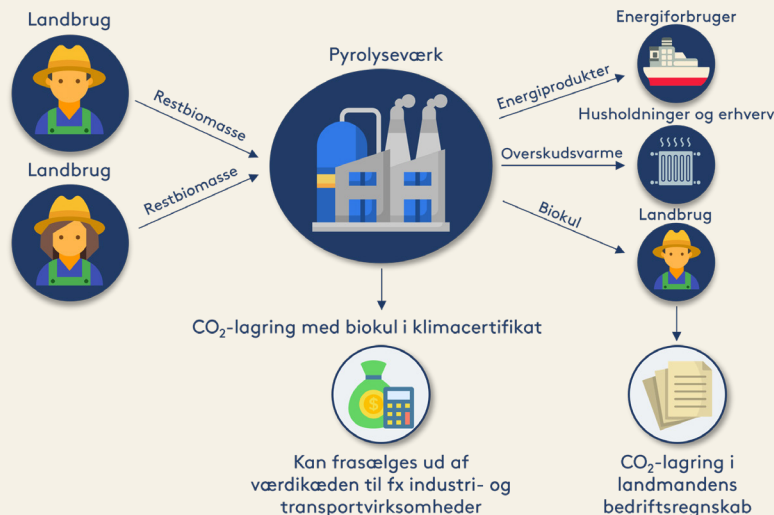 Landbrug
Restbiomasse
Landbrug
Restbiomasse
Pyrolyseværk
Energiprodukter
Energiforbruger
Overskudsvarme
Husholdninger og erhverv
Biokul
Landbrug
CO₂-lagring med biokul i klimacertifikat
Kan frasælges ud af
værdikæden til fx industri- og
transportvirksomheder
CO₂-lagring i
landmandens
bedriftsregnskab